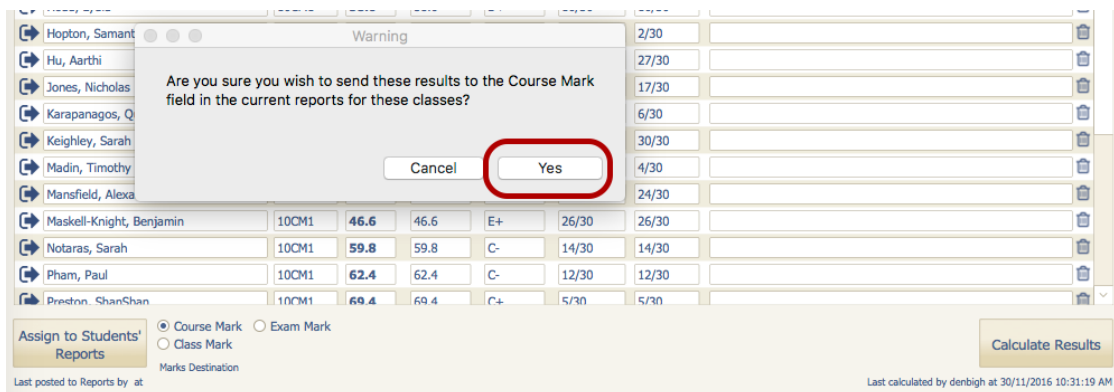 Hopton, Samant Warning 2/30
Hu, Aarthi 27/30
Are you sure you wish to send these results to the Course Mark
field in the current reports for these classes?
Jones, Nicholas 17/30
Karapanagos, Q 6/30
Keighley, Sarah 30/30
Madin, Timothy Cancel Yes 4/30
Mansfield, Alexa 24/30
Maskell-Knight, Benjamin 10CM1 46.6 46.6 E+ 26/30 26/30
Notaras, Sarah 10CM1 59.8 59.8 C- 14/30 14/30
Pham, Paul 10CM1 62.4 62.4 C- 12/30 12/30
Preston, ShanShan 10CM1 69.4 69.4 C+ 5/30 5/30
Assign to Students'
Reports
Course Mark Exam Mark
Class Mark
Marks Destination
Calculate Results
Last posted to Reports by at
Last calculated by denbigh at 30/11/2016 10:31:19 AM